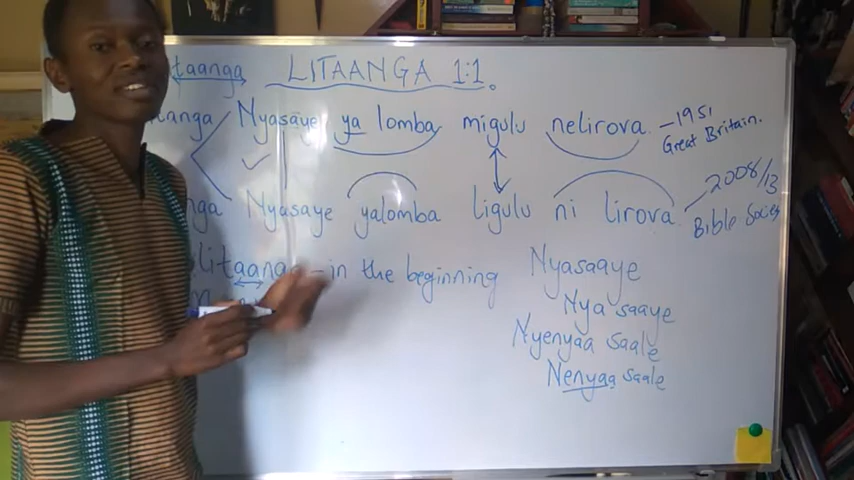 litaanga LITAANGA 1:1
Nyasaye ya lomba migulu nelirova - 1951
Great Britain.
Nyasaye yalomba ligulu ni lirova 2008/13
Bible
litaanga - in the beginning Nyasaaye
Nya saaye
Nyenyaa saale
Nenyaa saale